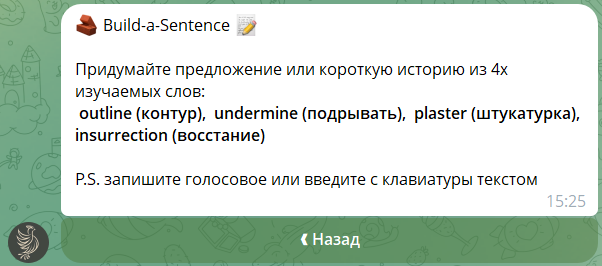 🧱 Build-a-Sentence 📝
Придумайте предложение или короткую историю из 4х
изучаемых слов:
outline (контур), undermine (подрывать), plaster (штукатурка),
insurrection (восстание)
P.S. запишите голосовое или введите с клавиатуры текстом
15:25
❰ Назад